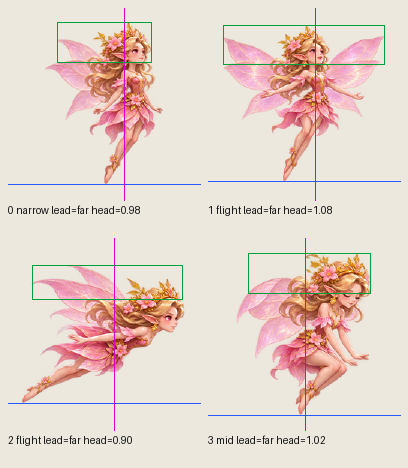 0 narrow lead=far head=0.98
1 flight lead=far head=1.08
2 flight lead=far head=0.90
3 mid lead=far head=1.02